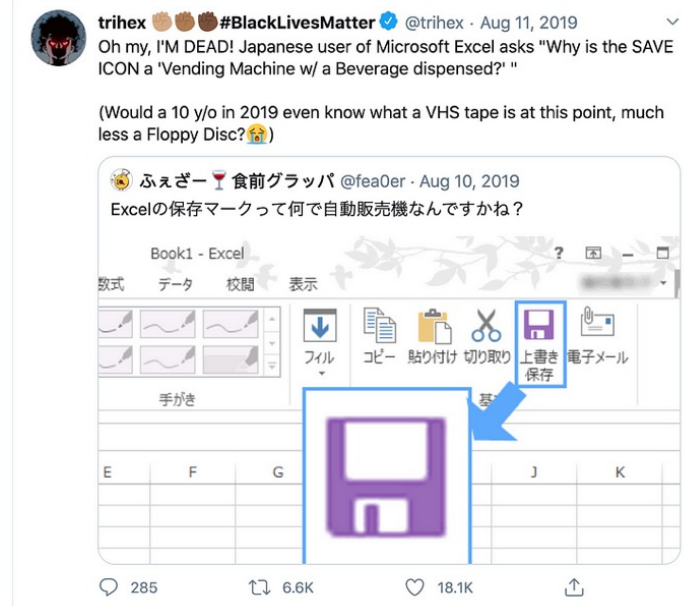 trihex ✊🏼✊🏾✊🏿#BlackLivesMatter @trihex · Aug 11, 2019
Oh my, I'M DEAD! Japanese user of Microsoft Excel asks "Why is the SAVE
ICON a 'Vending Machine w/ a Beverage dispensed?' "
(Would a 10 y/o in 2019 even know what a VHS tape is at this point, much
less a Floppy Disc?😭)
ふぇざー🍷食前グラッパ @fea0er · Aug 10, 2019
Excelの保存マークって何で自動販売機なんですかね？
Book1 - Excel ?
数式 データ 校閲 表示
フィル コピー 貼り付け 切り取り 上書き 電子メール
保存
手がき 基
E F G J K
285 6.6K 18.1K